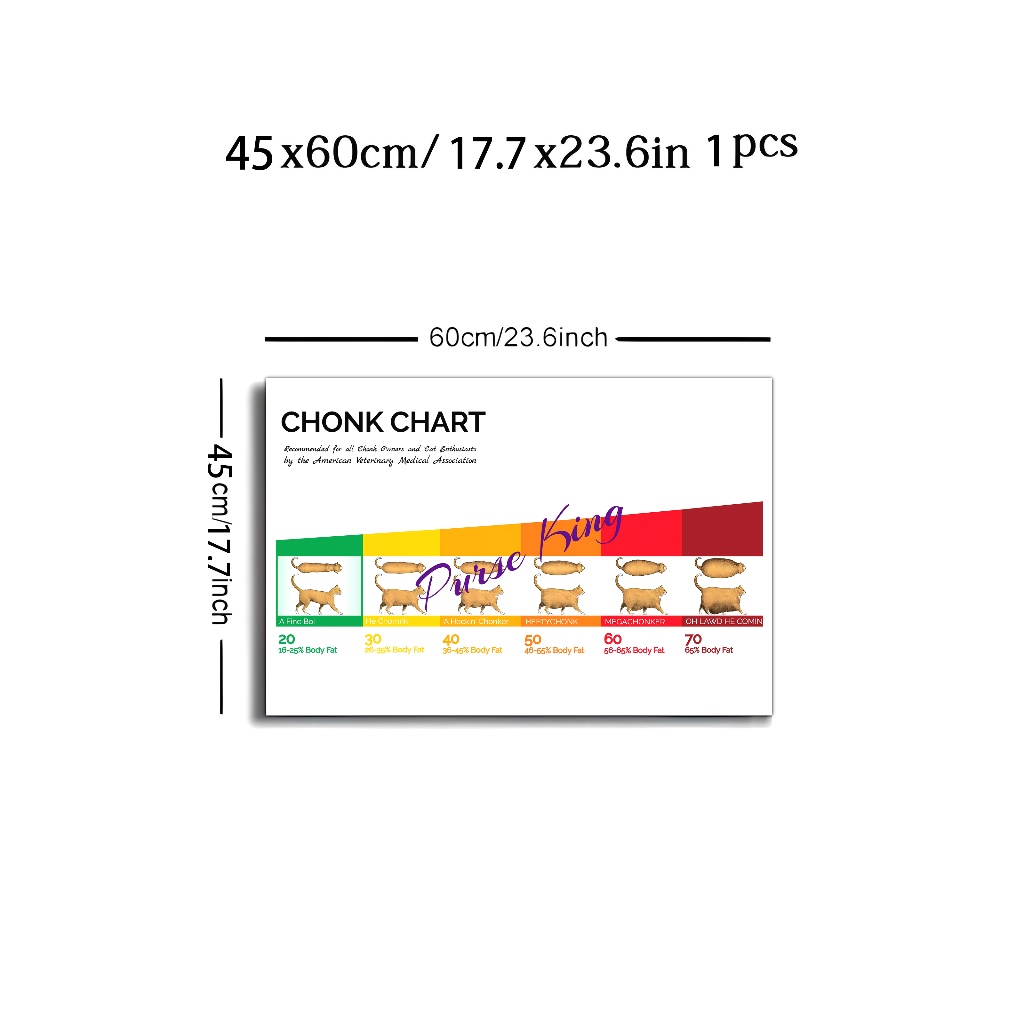 45x60cm/ 17.7x23.6in 1pcs
60cm/23.6inch
45cm/17.7inch
CHONK CHART
Recommended for all Chonk Owners and Cat Enthusiasts
by the American Veterinary Medical Association
Purse King
A Fine Boi
He Chomnk
A Heckin' Chonker
HEFTYCHONK
MEGACHONKER
OH LAWD HE COMIN
20
16-25% Body Fat
30
26-35% Body Fat
40
36-45% Body Fat
50
46-55% Body Fat
60
56-65% Body Fat
70
65% Body Fat